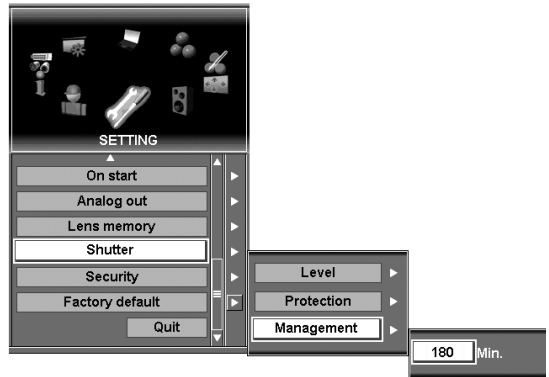 SETTING
On start
Analog out
Lens memory
Shutter
Security
Factory default
Quit
Level
Protection
Management
180 Min.